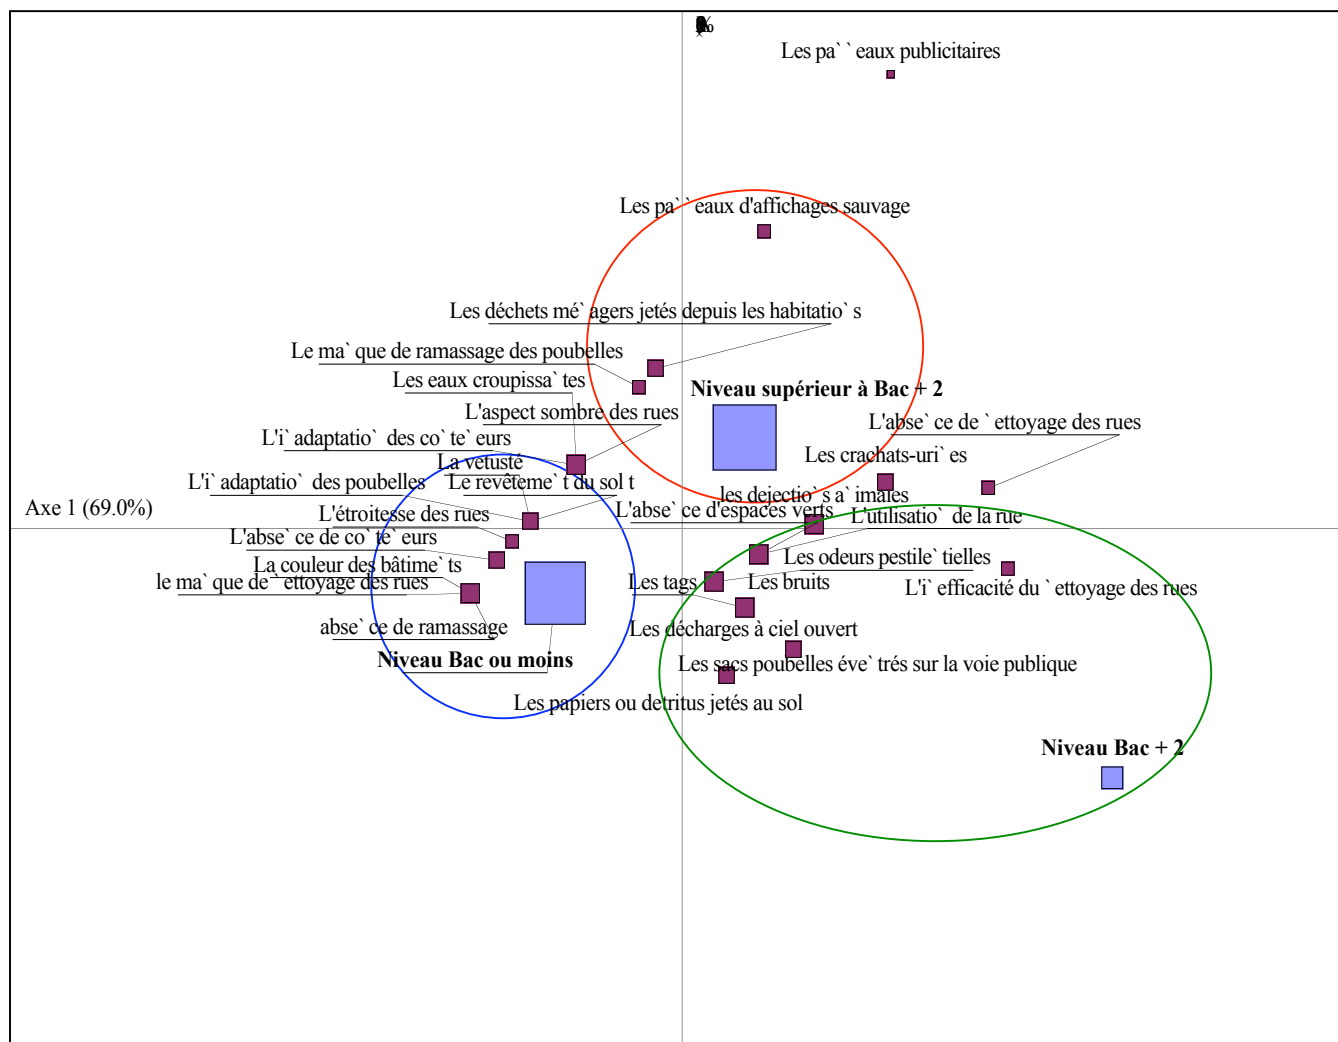 Les pa` ` eaux publicitaires
Les pa` ` eaux d'affichages sauvage
Les déchets mé` agers jetés depuis les habitatio` s
Le ma` que de ramassage des poubelles
Les eaux croupissa` tes
Niveau supérieur à Bac + 2
L'aspect sombre des rues
L'abse` ce de ` ettoyage des rues
L'i` adaptatio` des co` te` eurs
Les crachats-uri` es
La vetusté
L'i` adaptatio` des poubelles
Le revêteme` t du sol t
les dejectio` s a` imales
Axe 1 (69.0%)
L'étroitesse des rues
L'abse` ce d'espaces verts
L'utilisatio` de la rue
L'abse` ce de co` te` eurs
La couleur des bâtime` ts
Les odeurs pestile` tielles
le ma` que de ` ettoyage des rues
Les tags
Les bruits
L'i` efficacité du ` ettoyage des rues
abse` ce de ramassage
Les décharges à ciel ouvert
Niveau Bac ou moins
Les sacs poubelles éve` trés sur la voie publique
Les papiers ou detritus jetés au sol
Niveau Bac + 2